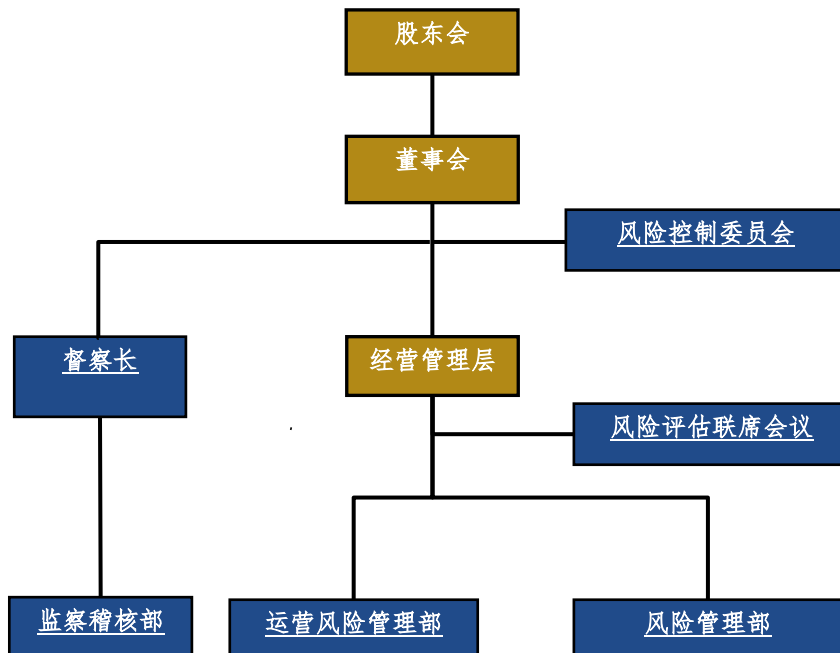 股东会
董事会
风险控制委员会
督察长
经营管理层
风险评估联席会议
监察稽核部
运营风险管理部
风险管理部